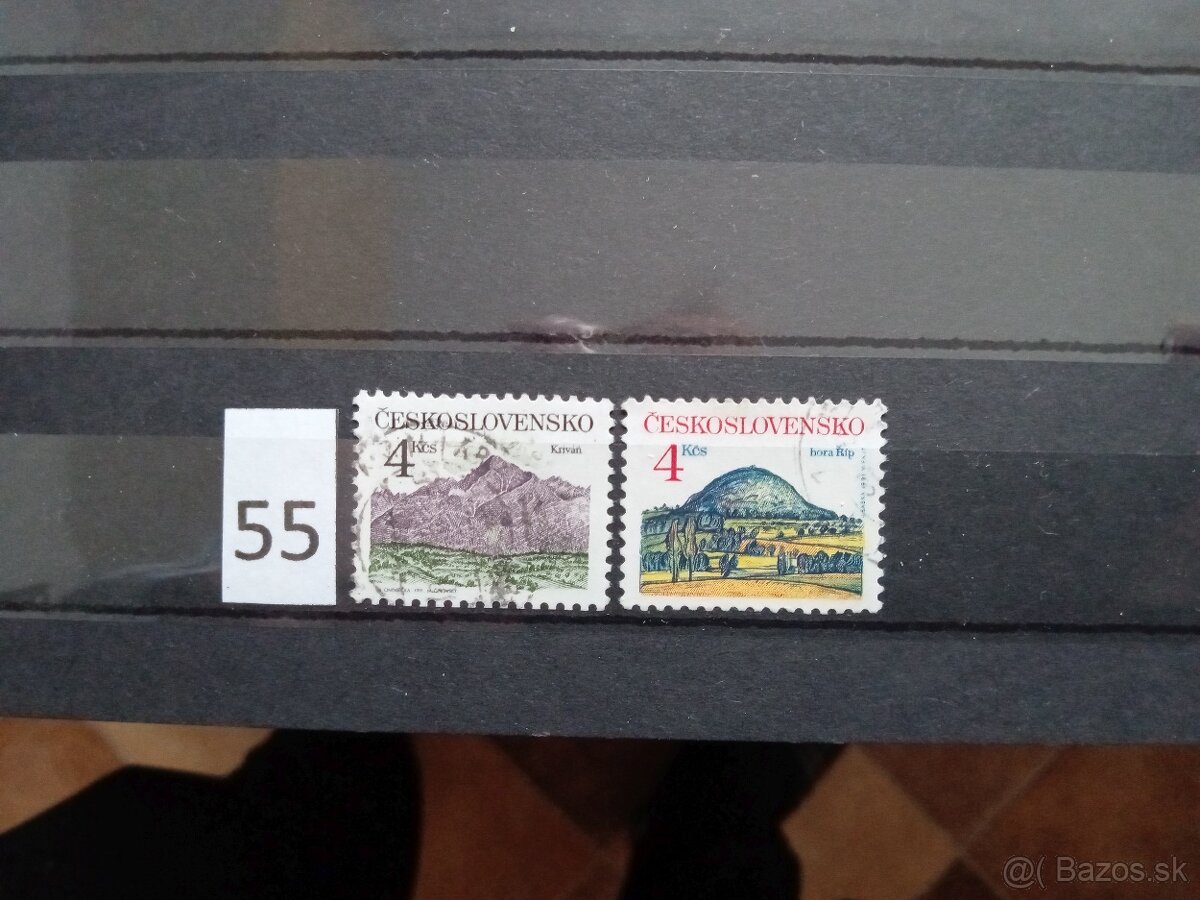 55
ČESKOSLOVENSKO
4 Kčs
Kriváň
ČESKOSLOVENSKO
4 Kčs
hora Říp
@( Bazos.sk